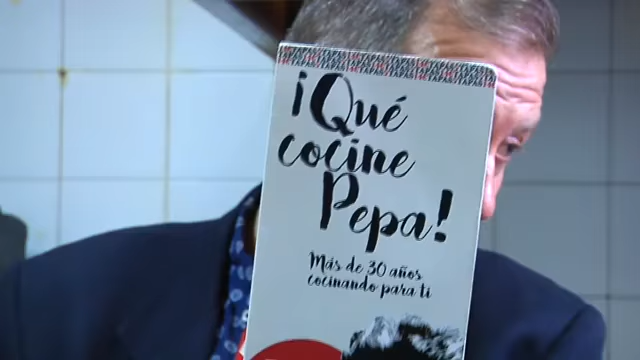 ¡Qué
cocine
Pepa!
Más de 30 años
cocinando para ti